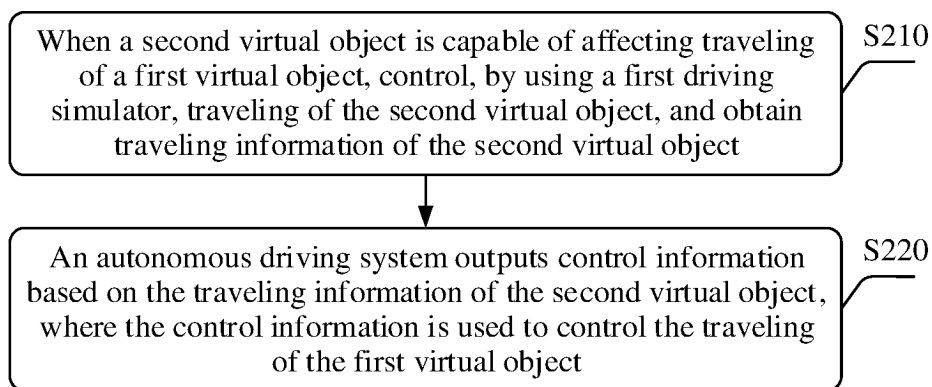 When a second virtual object is capable of affecting traveling
of a first virtual object, control, by using a first driving
simulator, traveling of the second virtual object, and obtain
traveling information of the second virtual object
S210
An autonomous driving system outputs control information
based on the traveling information of the second virtual object,
where the control information is used to control the traveling
of the first virtual object
S220